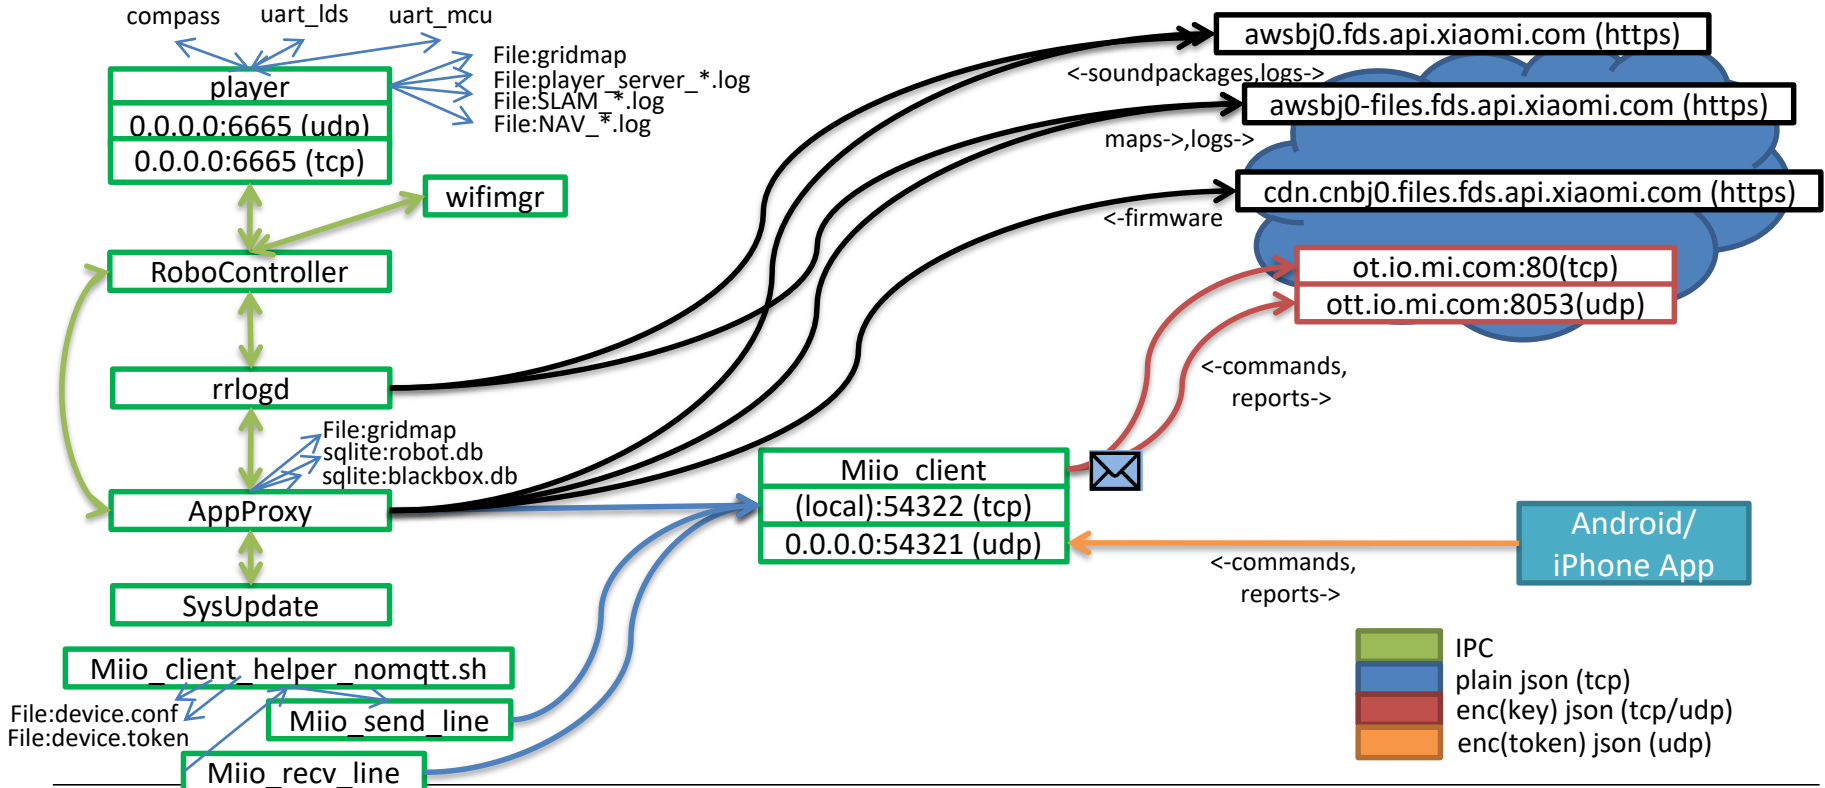 compass
uart_lds
uart_mcu
player
0.0.0.0:6665 (udp)
0.0.0.0:6665 (tcp)
File:gridmap
File:player_server_*.log
File:SLAM_*.log
File:NAV_*.log
wifimgr
RoboController
rrlogd
File:gridmap
sqlite:robot.db
sqlite:blackbox.db
AppProxy
SysUpdate
Miio_client_helper_nomqtt.sh
File:device.conf
File:device.token
Miio_send_line
Miio_recv_line
Miio_client
(local):54322 (tcp)
0.0.0.0:54321 (udp)
awsbj0.fds.api.xiaomi.com (https)
<-soundpackages,logs->
awsbj0-files.fds.api.xiaomi.com (https)
maps->,logs->
cdn.cnbj0.files.fds.api.xiaomi.com (https)
<-firmware
ot.io.mi.com:80(tcp)
ott.io.mi.com:8053(udp)
<-commands,
reports->
Android/
iPhone App
<-commands,
reports->
IPC
plain json (tcp)
enc(key) json (tcp/udp)
enc(token) json (udp)